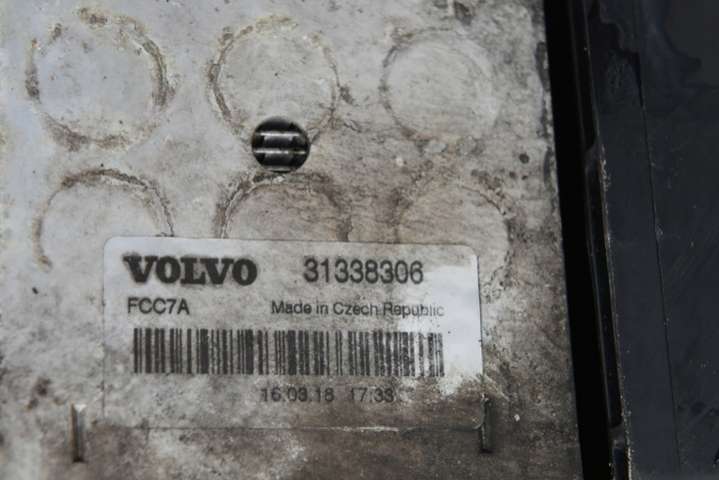 VOLVO 31338306
FCC7A Made in Czech Republic
16.03.18 17:33